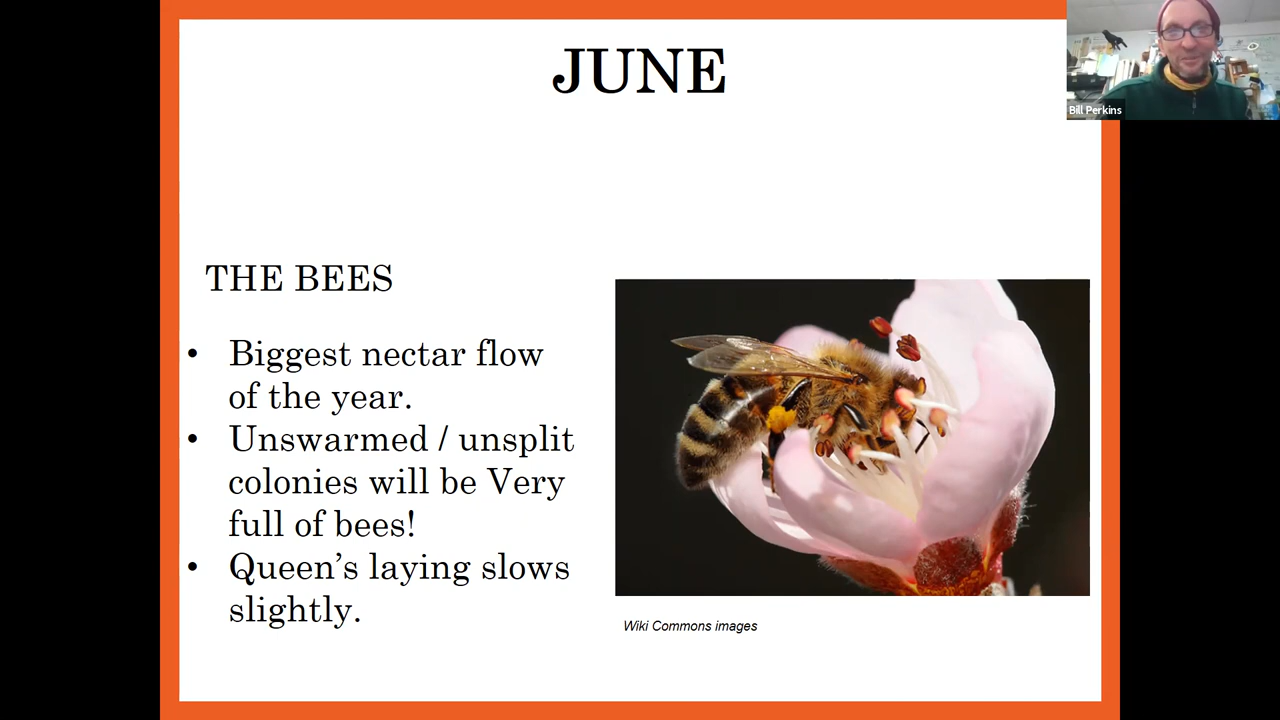 JUNE
Bill Perkins
THE BEES
• Biggest nectar flow
of the year.
• Unswarmed / unsplit
colonies will be Very
full of bees!
• Queen’s laying slows
slightly.
Wiki Commons images